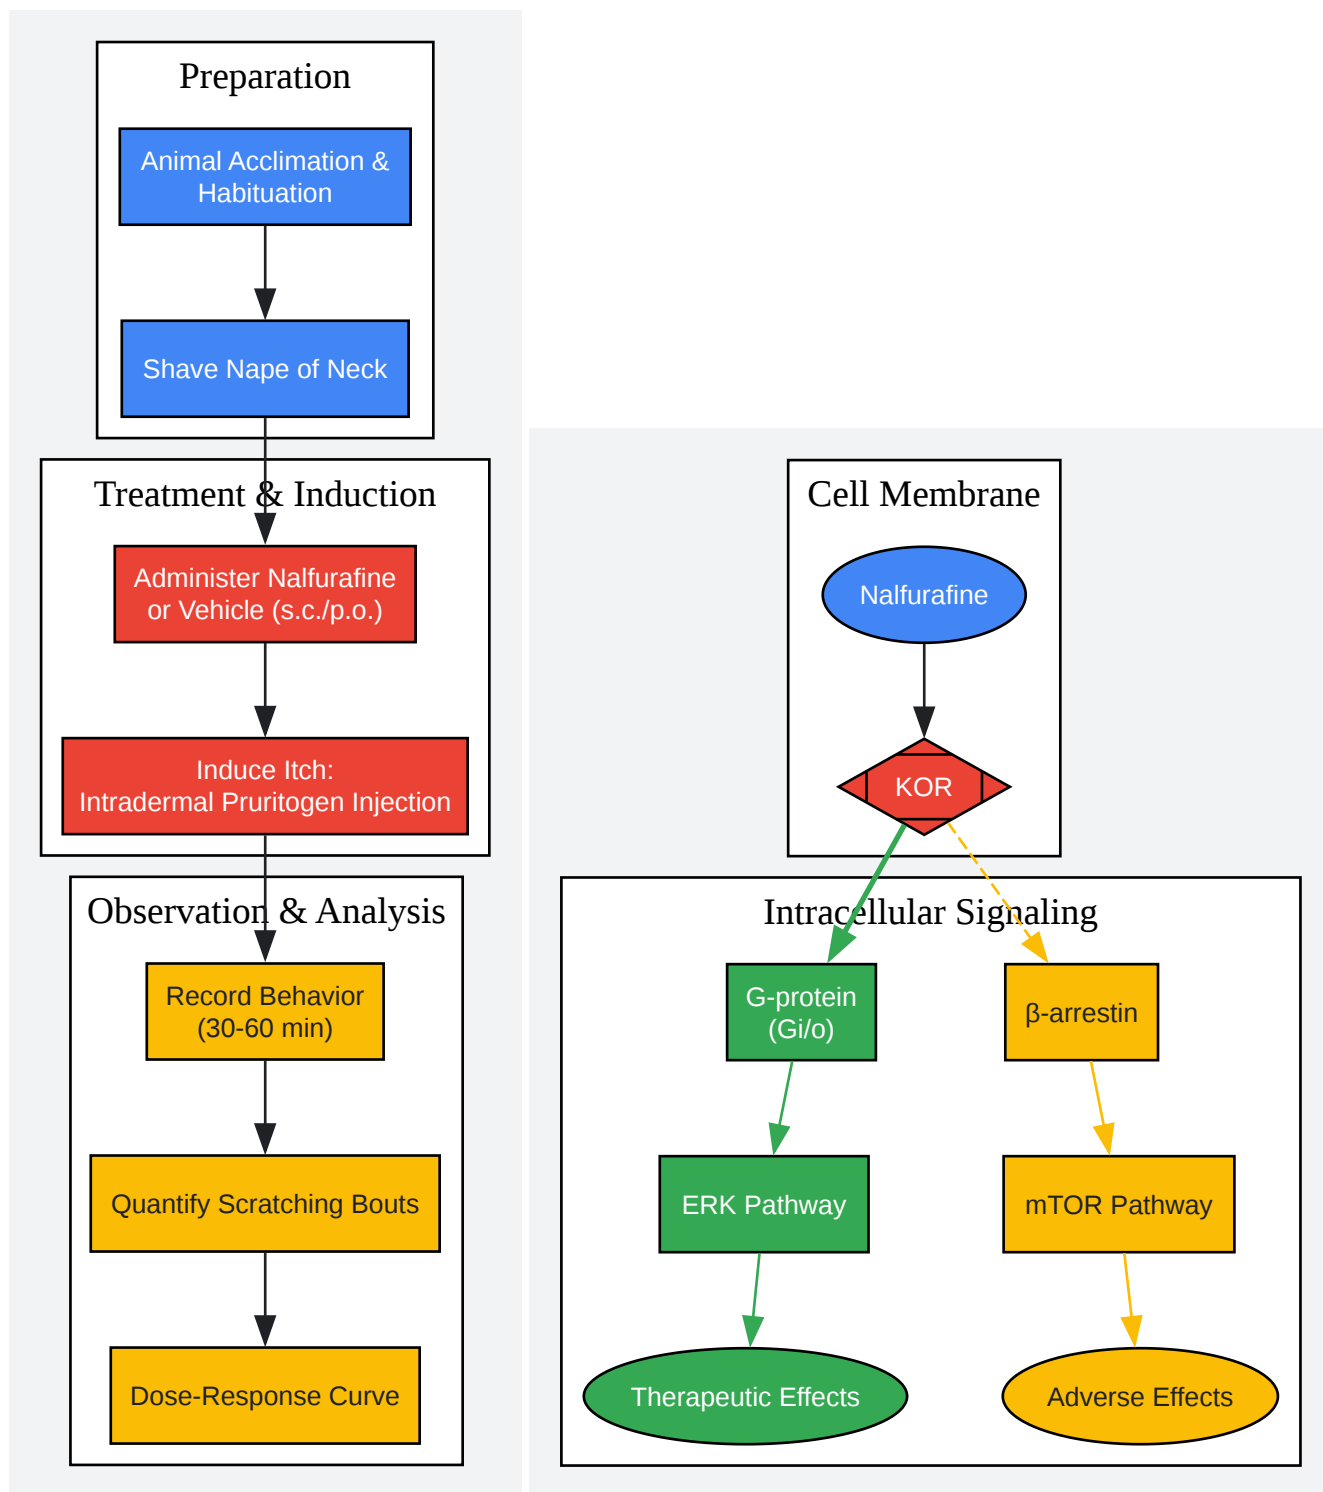 Preparation
Animal Acclimation &
Habituation
Shave Nape of Neck
Treatment & Induction
Administer Nalfurafine
or Vehicle (s.c./p.o.)
Induce Itch:
Intradermal Pruritogen Injection
Observation & Analysis
Record Behavior
(30-60 min)
Quantify Scratching Bouts
Dose-Response Curve
Cell Membrane
Nalfurafine
KOR
Intracellular Signaling
G-protein
(Gi/o)
β-arrestin
ERK Pathway
mTOR Pathway
Therapeutic Effects
Adverse Effects